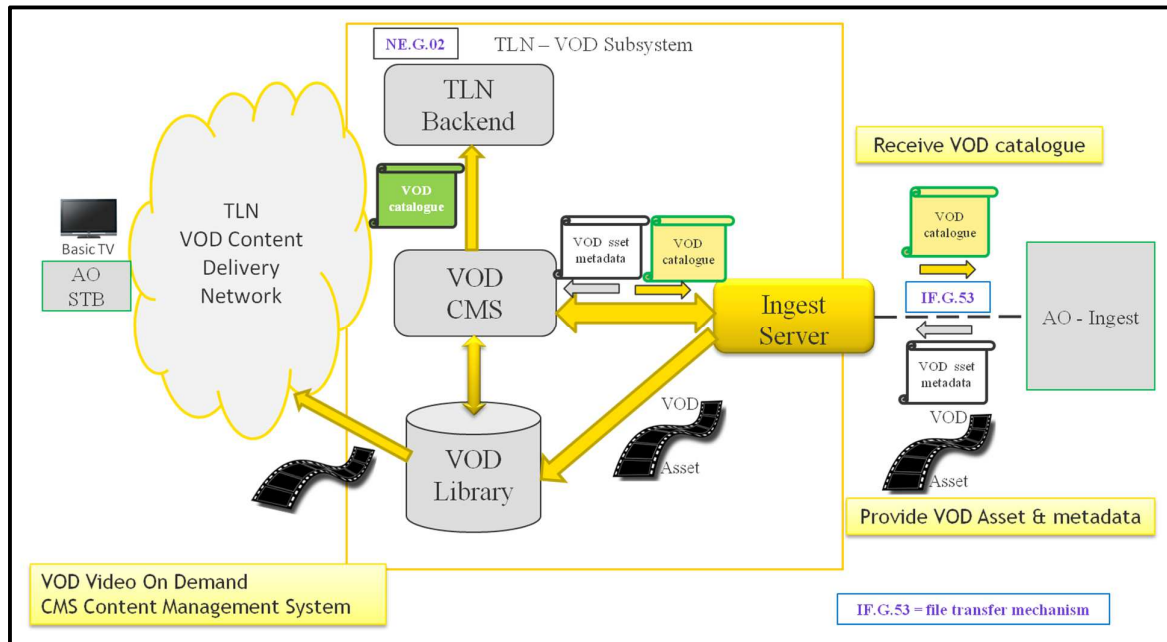 NE.G.02
TLN – VOD Subsystem
TLN
Backend
Receive VOD catalogue
VOD
catalogue
TLN
VOD Content
Delivery
Network
Basic TV
AO
STB
VOD sset
metadata
VOD
catalogue
VOD
catalogue
VOD
CMS
Ingest
Server
IF.G.53
AO - Ingest
VOD sset
metadata
VOD
Asset
VOD
Asset
VOD
Library
Provide VOD Asset & metadata
VOD Video On Demand
CMS Content Management System
IF.G.53 = file transfer mechanism